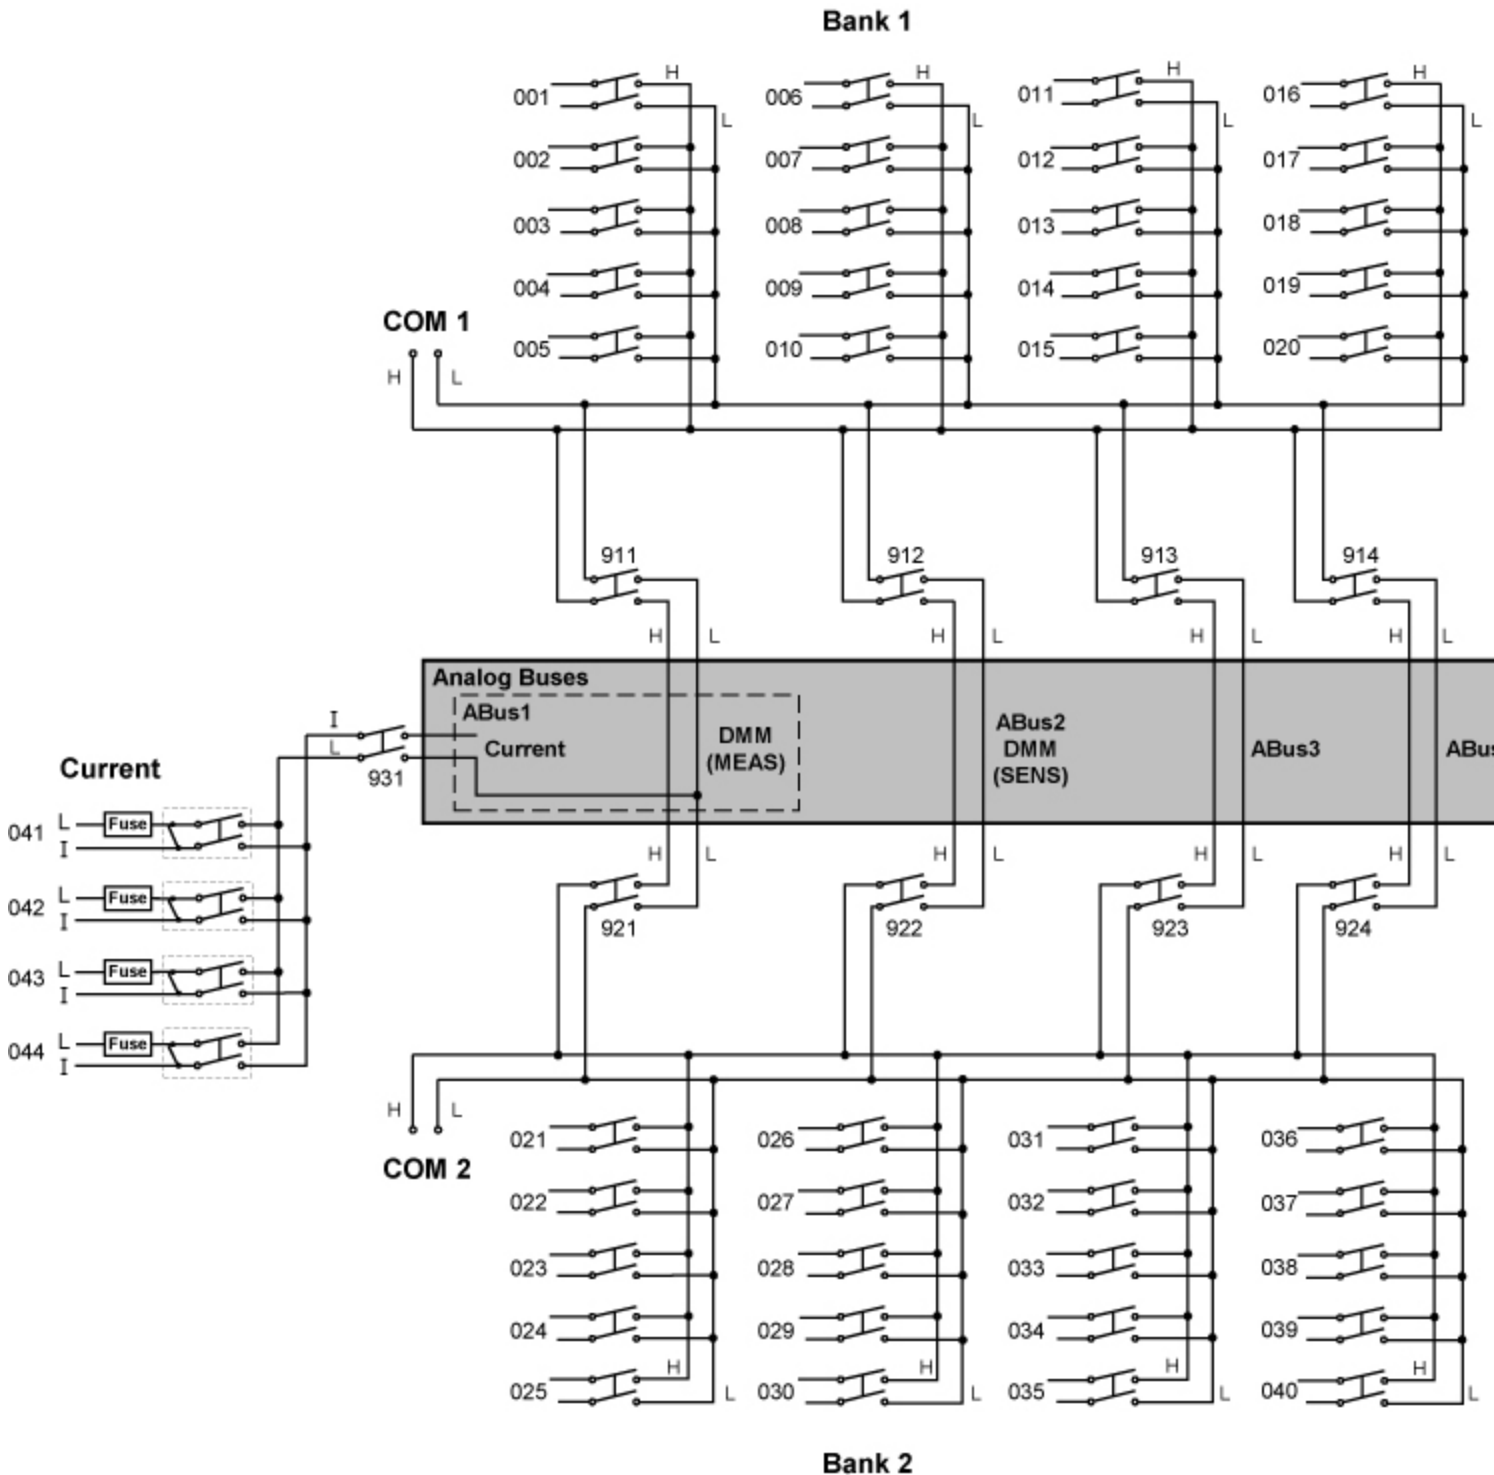 Bank 1
H H H H
001 006 011 016
L L L L
002 007 012 017
003 008 013 018
004 009 014 019
COM 1
005 010 015 020
H L
911 912 913 914
H L H L H L H L
Analog Buses
ABus1
Current
DMM
(MEAS)
ABus2
DMM
(SENS)
ABus3
ABus
I
L
931
Current
041 L Fuse
I
042 L Fuse
I
043 L Fuse
I
044 L Fuse
I
H L H L H L H L
921 922 923 924
H L
COM 2
021 026 031 036
022 027 032 037
023 028 033 038
024 029 034 039
H H H H
025 030 035 040
L L L L
Bank 2